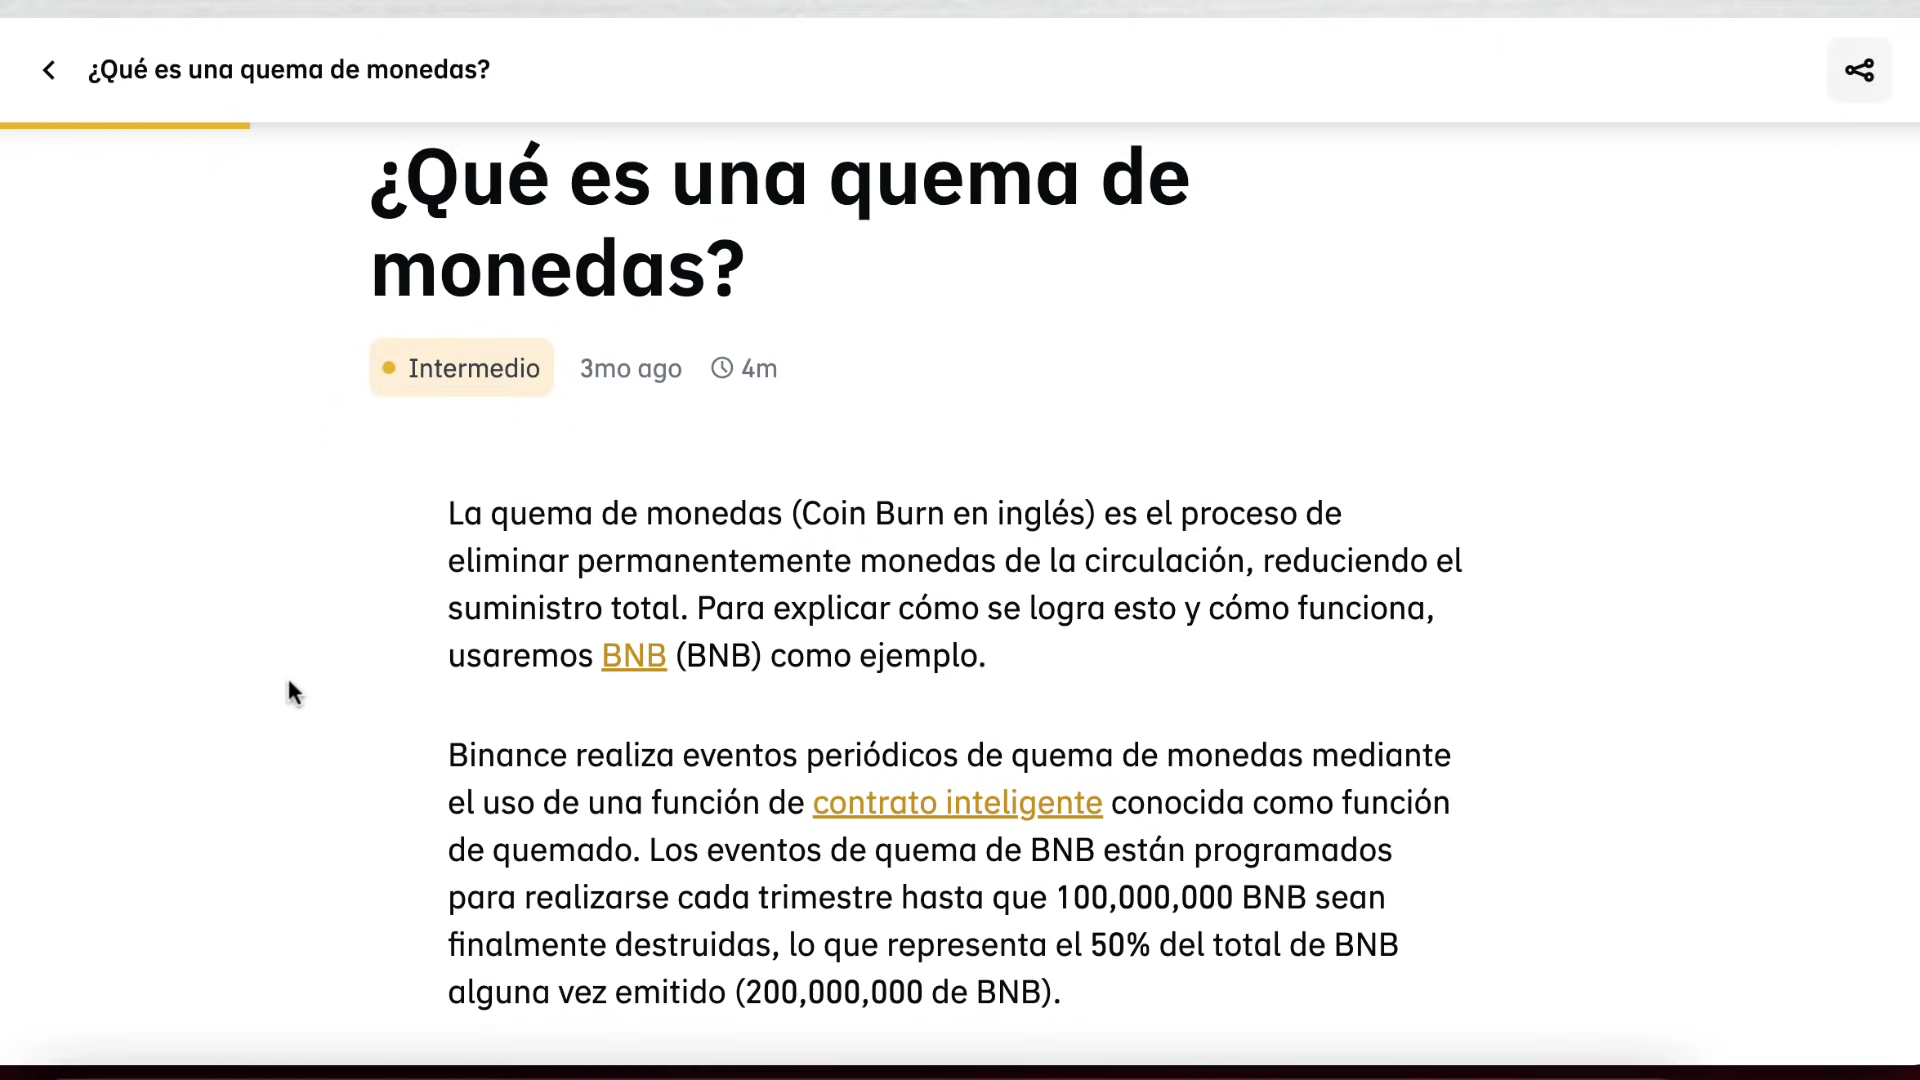 ¿Qué es una quema de monedas?
¿Qué es una quema de
monedas?
Intermedio 3mo ago 4m
La quema de monedas (Coin Burn en inglés) es el proceso de
eliminar permanentemente monedas de la circulación, reduciendo el
suministro total. Para explicar cómo se logra esto y cómo funciona,
usaremos BNB (BNB) como ejemplo.
Binance realiza eventos periódicos de quema de monedas mediante
el uso de una función de contrato inteligente conocida como función
de quemado. Los eventos de quema de BNB están programados
para realizarse cada trimestre hasta que 100,000,000 BNB sean
finalmente destruidas, lo que representa el 50% del total de BNB
alguna vez emitido (200,000,000 de BNB).